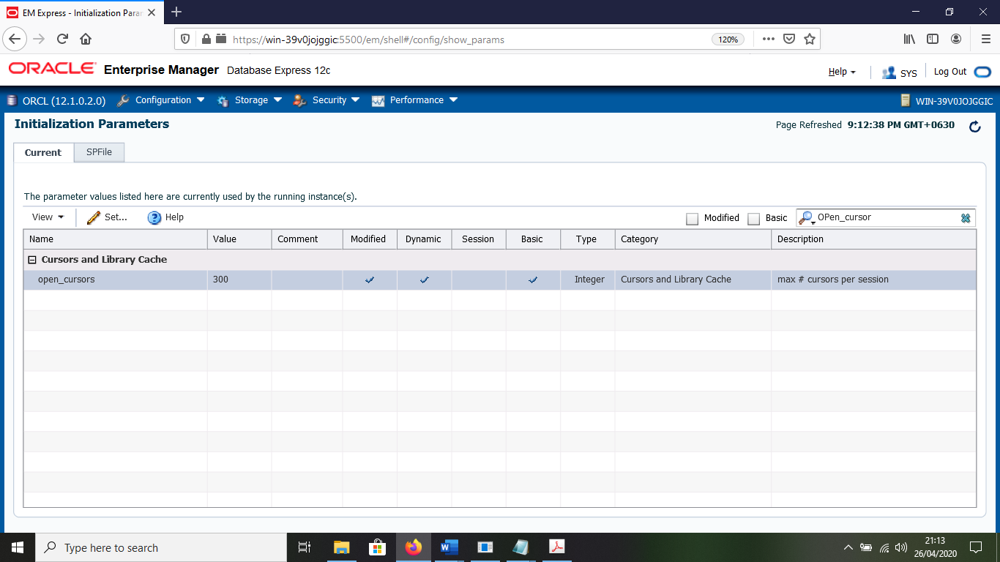 EM Express - Initialization Parar
https://win-39v0jojggic:5500/em/shell#/config/show_params
120%
ORACLE Enterprise Manager Database Express 12c
Help
SYS
Log Out
ORCL (12.1.0.2.0) Configuration Storage Security Performance WIN-39V0JOJGGIC
Initialization Parameters
Page Refreshed 9:12:38 PM GMT+0630
Current SPFile
The parameter values listed here are currently used by the running instance(s).
View Set... Help Modified Basic OPen_cursor
Name Value Comment Modified Dynamic Session Basic Type Category Description
Cursors and Library Cache
open_cursors 300 Integer Cursors and Library Cache max # cursors per session
Type here to search
21:13
26/04/2020